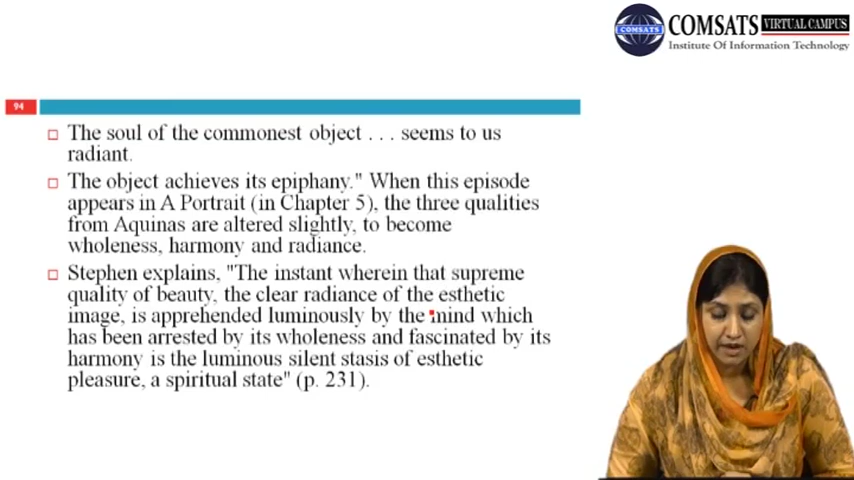 COMSATS
COMSATS VIRTUAL CAMPUS
Institute Of Information Technology
94
The soul of the commonest object . . . seems to us
radiant.
The object achieves its epiphany." When this episode
appears in A Portrait (in Chapter 5), the three qualities
from Aquinas are altered slightly, to become
wholeness, harmony and radiance.
Stephen explains, "The instant wherein that supreme
quality of beauty, the clear radiance of the esthetic
image, is apprehended luminously by the mind which
has been arrested by its wholeness and fascinated by its
harmony is the luminous silent stasis of esthetic
pleasure, a spiritual state" (p. 231).